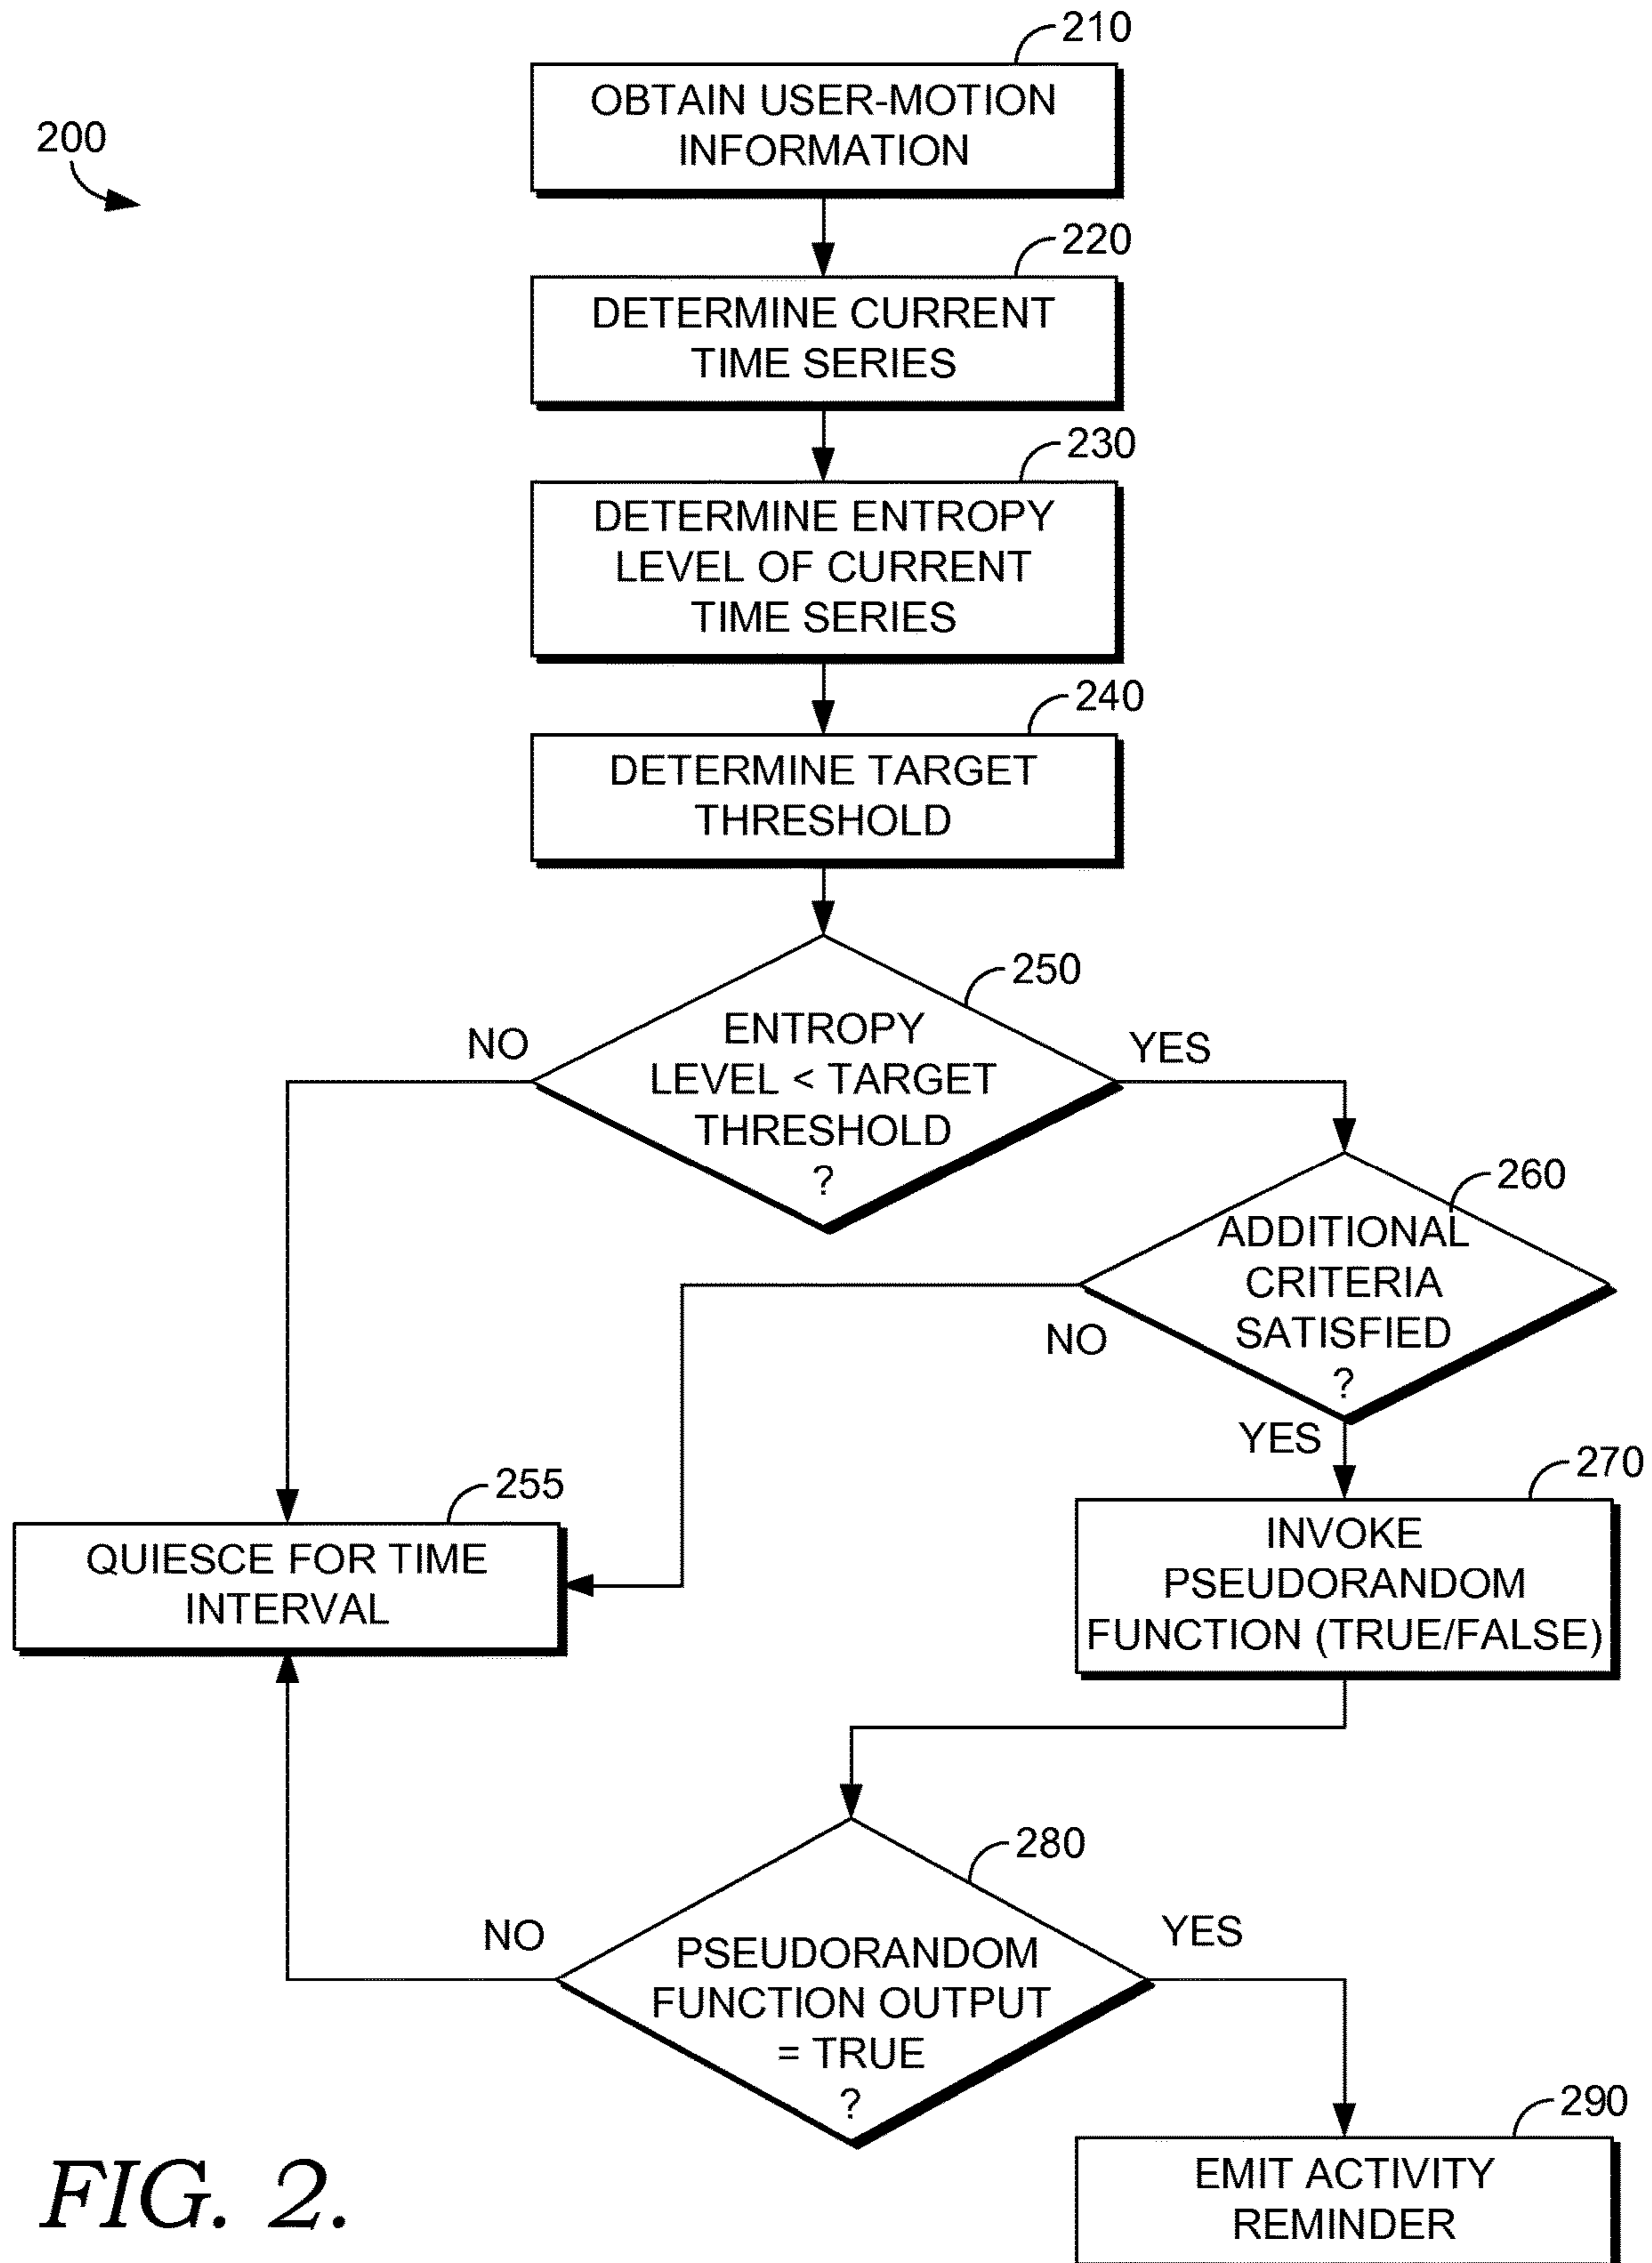 210
OBTAIN USER-MOTION
INFORMATION
200
220
DETERMINE CURRENT
TIME SERIES
230
DETERMINE ENTROPY
LEVEL OF CURRENT
TIME SERIES
240
DETERMINE TARGET
THRESHOLD
250
ENTROPY
LEVEL < TARGET
THRESHOLD
?
NO
YES
260
ADDITIONAL
CRITERIA
SATISFIED
?
NO
YES
255
QUIESCE FOR TIME
INTERVAL
270
INVOKE
PSEUDORANDOM
FUNCTION (TRUE/FALSE)
280
PSEUDORANDOM
FUNCTION OUTPUT
= TRUE
?
NO
YES
290
EMIT ACTIVITY
REMINDER
FIG. 2.